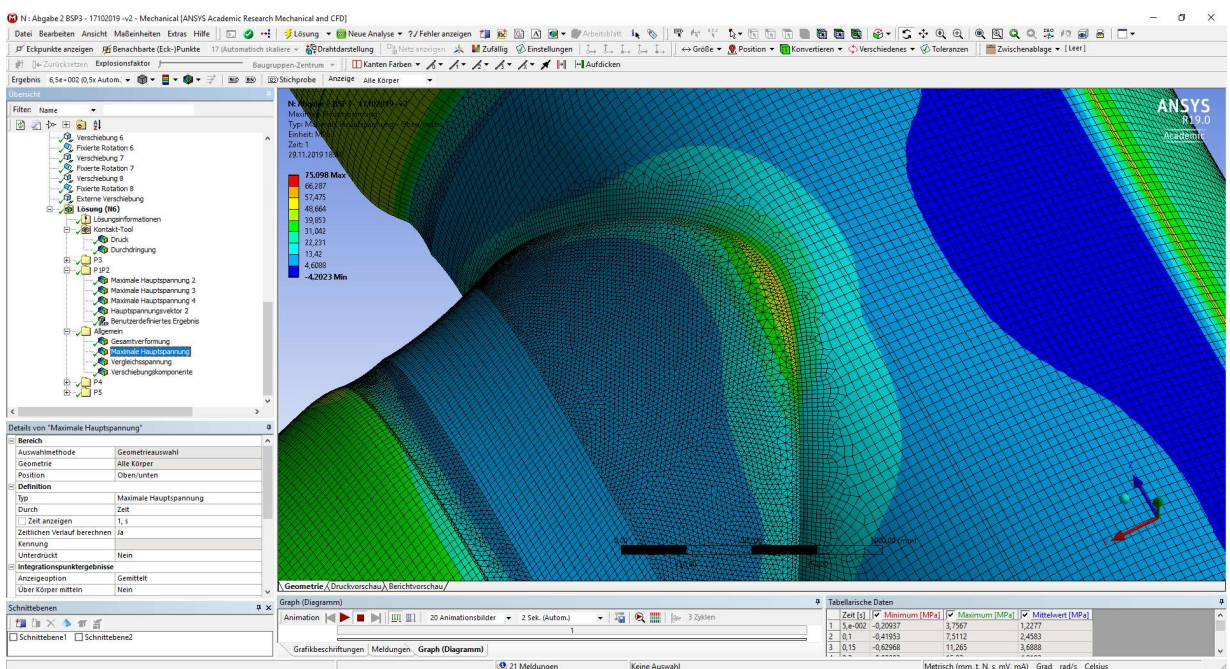 N : Abgabe 2 BSP3 - 17102019 -v2 - Mechanical [ANSYS Academic Research Mechanical and CFD]
Datei Bearbeiten Ansicht Maßeinheiten Extras Hilfe Lösung Neue Analyse ?/ Fehler anzeigen Arbeitsblatt
Eckpunkte anzeigen Benachbarte (Eck-)Punkte 17 (Automatisch skaliere Drahtdarstellung Netz anzeigen Zufällig Einstellungen Größe Position Konvertieren Verschiedenes Toleranzen Zwischenablage [Leer]
Zurücksetzen Explosionsfaktor Baugruppen-Zentrum Kanten Farben Aufdicken
Ergebnis 6,5e+002 (0,5x Autom. Stichprobe Anzeige Alle Körper
Übersicht
Filter: Name
Verschiebung 6
Fixierte Rotation 6
Verschiebung 7
Fixierte Rotation 7
Verschiebung 8
Fixierte Rotation 8
Externe Verschiebung
Lösung (N6)
Lösungsinformationen
Kontakt-Tool
Druck
Durchdringung
P3
P1P2
Maximale Hauptspannung 2
Maximale Hauptspannung 3
Maximale Hauptspannung 4
Hauptspannungsvektor 2
Benutzerdefiniertes Ergebnis
Allgemein
Gesamtverformung
Maximale Hauptspannung
Vergleichsspannung
Verschiebungskomponente
P4
P5
Details von "Maximale Hauptspannung"
Bereich
Auswahlmethode Geometrieauswahl
Geometrie Alle Körper
Position Oben/unten
Definition
Typ Maximale Hauptspannung
Durch Zeit
Zeit anzeigen 1, s
Zeitlichen Verlauf berechnen Ja
Kennung
Unterdrückt Nein
Integrationspunktergebnisse
Anzeigeoption Gemittelt
Über Körper mitteln Nein
Schnittebenen
Schnittebene1 Schnittebene2
N: Abgabe 2 BSP3 - 17102019 -v2
Maximale Hauptspannung
Einheit: MPa
Zeit: 1
29.11.2019
75,098 Max
66,287
57,475
48,664
39,853
31,042
22,231
13,42
4,6088
-4,2023 Min
ANSYS
R19.0
Academic
0,00
Geometrie Druckvorschau Berichtvorschau
Graph (Diagramm)
Animation 20 Animationsbilder 2 Sek. (Autom.) 3 Zyklen
1
Grafikbeschriftungen Meldungen Graph (Diagramm)
Tabellarische Daten
Zeit [s] Minimum [MPa] Maximum [MPa] Mittelwert [MPa]
1 5,e-002 -0,20937 3,7567 1,2277
2 0,1 -0,41953 7,5112 2,4583
3 0,15 -0,62968 11,265 3,6888
21 Meldungen Keine Auswahl Metrisch (mm, t, N, s, mV, mA) Grad rad/s Celsius